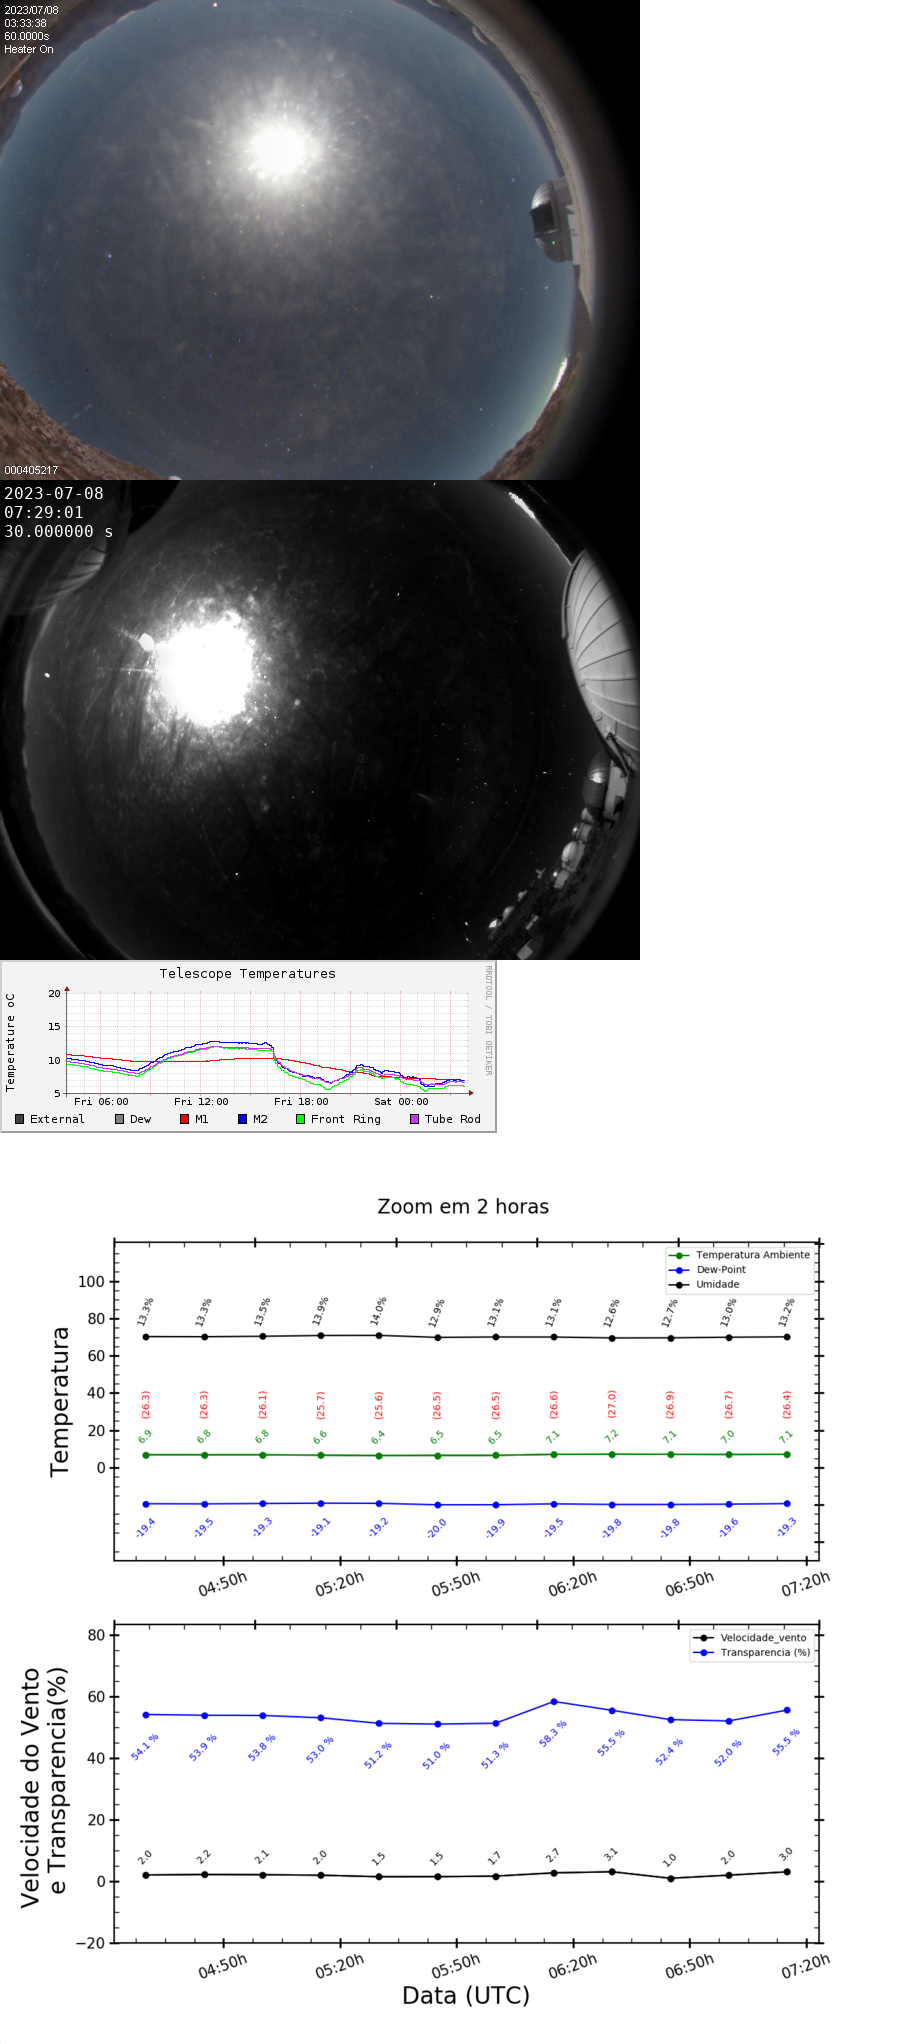 2023/07/08
03:33:38
60.0000s
Heater On
000405217
2023-07-08
07:29:01
30.000000 s
Telescope Temperatures
RRDTOOL / TOBI OETIKER
Temperature oC
20
15
10
5
Fri 06:00 Fri 12:00 Fri 18:00 Sat 00:00
External Dew M1 M2 Front Ring Tube Rod
Zoom em 2 horas
Temperatura
100
80
60
40
20
0
Temperatura Ambiente
Dew-Point
Umidade
13.3% 13.3% 13.5% 13.9% 14.0% 12.9% 13.1% 13.1% 12.6% 12.7% 13.0% 13.2%
(26.3) (26.3) (26.1) (25.7) (25.6) (26.5) (26.5) (26.6) (27.0) (26.9) (26.7) (26.4)
6.9 6.8 6.8 6.6 6.4 6.5 6.5 7.1 7.2 7.1 7.0 7.1
-19.4 -19.5 -19.3 -19.1 -19.2 -20.0 -19.9 -19.5 -19.8 -19.8 -19.6 -19.3
04:50h 05:20h 05:50h 06:20h 06:50h 07:20h
Velocidade do Vento
e Transparencia(%)
80
60
40
20
0
−20
Velocidade_vento
Transparencia (%)
54.1 % 53.9 % 53.8 % 53.0 % 51.2 % 51.0 % 51.3 % 58.3 % 55.5 % 52.4 % 52.0 % 55.5 %
2.0 2.2 2.1 2.0 1.5 1.5 1.7 2.7 3.1 1.0 2.0 3.0
04:50h 05:20h 05:50h 06:20h 06:50h 07:20h
Data (UTC)